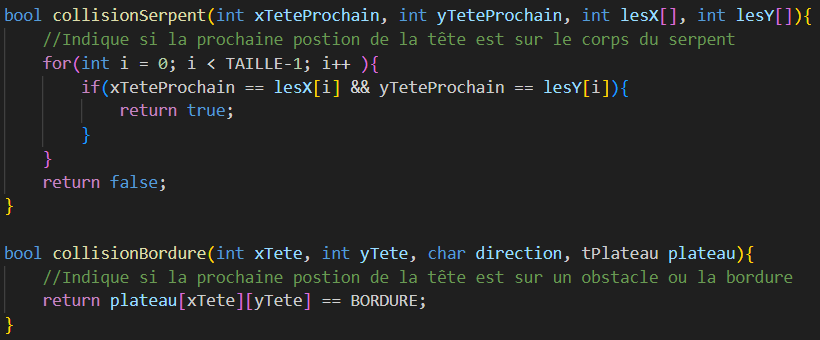 bool collisionSerpent(int xTeteProchain, int yTeteProchain, int lesX[], int lesY[]){
//Indique si la prochaine postion de la tête est sur le corps du serpent
for(int i = 0; i < TAILLE-1; i++ ){
if(xTeteProchain == lesX[i] && yTeteProchain == lesY[i]){
return true;
}
}
return false;
}
bool collisionBordure(int xTete, int yTete, char direction, tPlateau plateau){
//Indique si la prochaine postion de la tête est sur un obstacle ou la bordure
return plateau[xTete][yTete] == BORDURE;
}